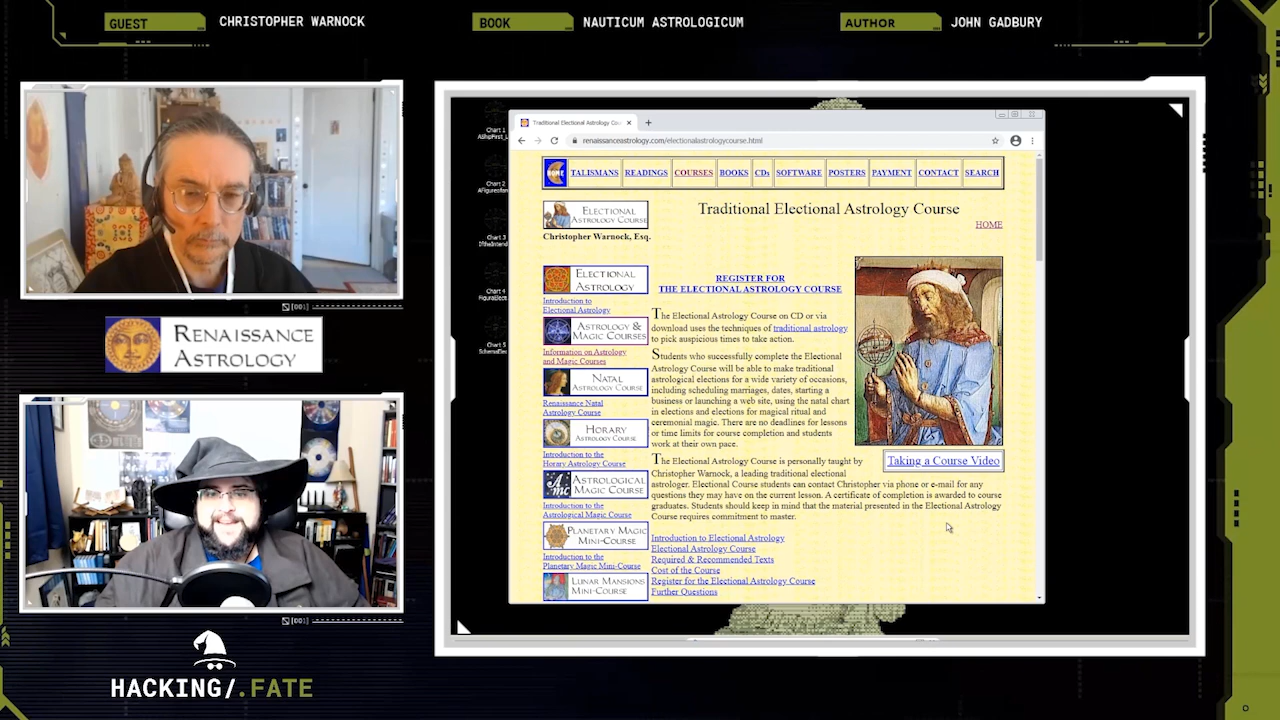 GUEST
CHRISTOPHER WARNOCK
BOOK
NAUTICUM ASTROLOGICUM
AUTHOR
JOHN GADBURY
[001]
RENAISSANCE
ASTROLOGY
[001]
HACKING/.FATE
Chart 1
Chart 2
Chart 3
Chart 4
Chart 5
Traditional Electional Astrology Cou
renaissanceastrology.com/electionalastrologycourse.html
HOME
TALISMANS
READINGS
COURSES
BOOKS
CDs
SOFTWARE
POSTERS
PAYMENT
CONTACT
SEARCH
ELECTIONAL
ASTROLOGY COURSE
Traditional Electional Astrology Course
HOME
Christopher Warnock, Esq.
ELECTIONAL
ASTROLOGY
Introduction to
Electional Astrology
ASTROLOGY &
MAGIC COURSES
Information on Astrology
and Magic Courses
NATAL
ASTROLOGY COURSE
Renaissance Natal
Astrology Course
HORARY
ASTROLOGY COURSE
Introduction to the
Horary Astrology Course
ASTROLOGICAL
MAGIC COURSE
Introduction to the
Astrological Magic Course
PLANETARY MAGIC
MINI-COURSE
Introduction to the
Planetary Magic Mini-Course
LUNAR MANSIONS
MINI-COURSE
REGISTER FOR
THE ELECTIONAL ASTROLOGY COURSE
The Electional Astrology Course on CD or via
download uses the techniques of traditional astrology
to pick auspicious times to take action.
Students who successfully complete the Electional
Astrology Course will be able to make traditional
astrological elections for a wide variety of occasions,
including scheduling marriages, dates, starting a
business or launching a web site, using the natal chart
in elections and elections for magical ritual and
ceremonial magic. There are no deadlines for lessons
or time limits for course completion and students
work at their own pace.
Taking a Course Video
The Electional Astrology Course is personally taught by
Christopher Warnock, a leading traditional electional
astrologer. Electional Course students can contact Christopher via phone or e-mail for any
questions they may have on the current lesson. A certificate of completion is awarded to course
graduates. Students should keep in mind that the material presented in the Electional Astrology
Course requires commitment to master.
Introduction to Electional Astrology
Electional Astrology Course
Required & Recommended Texts
Cost of the Course
Register for the Electional Astrology Course
Further Questions